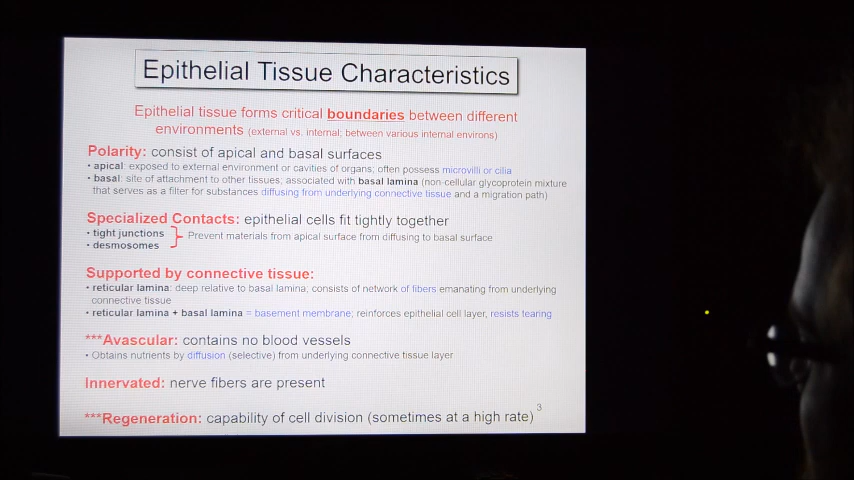 Epithelial Tissue Characteristics
Epithelial tissue forms critical boundaries between different
environments (external vs. internal; between various internal environs)
Polarity: consist of apical and basal surfaces
• apical: exposed to external environment or cavities of organs; often possess microvilli or cilia
• basal: site of attachment to other tissues; associated with basal lamina (non-cellular glycoprotein mixture
that serves as a filter for substances diffusing from underlying connective tissue and a migration path)
Specialized Contacts: epithelial cells fit tightly together
• tight junctions
• desmosomes
Prevent materials from apical surface from diffusing to basal surface
Supported by connective tissue:
• reticular lamina: deep relative to basal lamina; consists of network of fibers emanating from underlying
connective tissue
• reticular lamina + basal lamina = basement membrane; reinforces epithelial cell layer, resists tearing
***Avascular: contains no blood vessels
• Obtains nutrients by diffusion (selective) from underlying connective tissue layer
Innervated: nerve fibers are present
***Regeneration: capability of cell division (sometimes at a high rate)
3